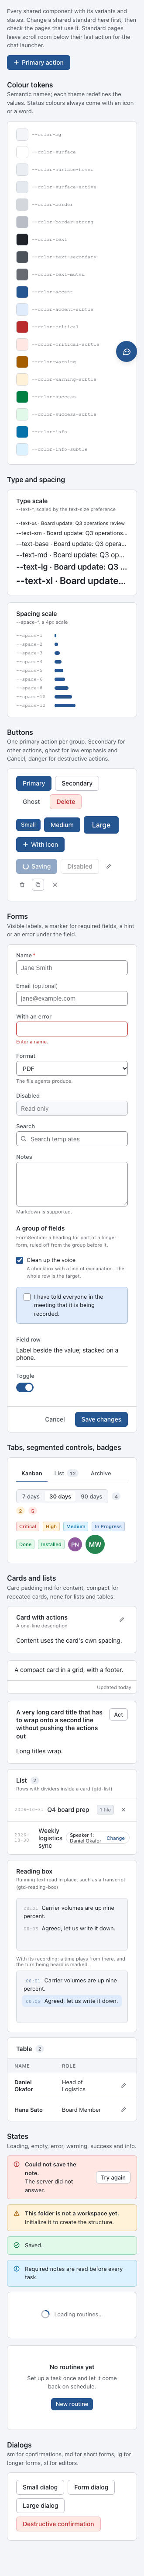 Every shared component with its variants and
states. Change a shared part here first, then
check the pages that use it. Standard pages
leave scroll room below their last action for the
chat launcher.
+ Primary action
Colour tokens
Semantic names; each theme redefines the
values. Status colours always come with an icon
or a word.
--color-bg
--color-surface
--color-surface-hover
--color-surface-active
--color-border
--color-border-strong
--color-text
--color-text-secondary
--color-text-muted
--color-accent
--color-accent-subtle
--color-critical
--color-critical-subtle
--color-warning
--color-warning-subtle
--color-success
--color-success-subtle
--color-info
--color-info-subtle
Type and spacing
Type scale
--text-*, scaled by the text-size preference
--text-xs · Board update: Q3 operations review
--text-sm · Board update: Q3 operations...
--text-base · Board update: Q3 opera...
--text-md · Board update: Q3 op...
--text-lg · Board update: Q3 ...
--text-xl · Board update...
Spacing scale
--space-*, a 4px scale
--space-1
--space-2
--space-3
--space-4
--space-5
--space-6
--space-8
--space-10
--space-12
Buttons
One primary action per group. Secondary for
other actions, ghost for low emphasis and
Cancel, danger for destructive actions.
Primary
Secondary
Ghost
Delete
Small
Medium
Large
+ With icon
Saving
Disabled
Forms
Visible labels, a marker for required fields, a hint
or an error under the field.
Name*
Jane Smith
Email (optional)
jane@example.com
With an error
Enter a name.
Format
PDF
The file agents produce.
Disabled
Read only
Search
Search templates
Notes
Markdown is supported.
A group of fields
FormSection: a heading for part of a longer
form, ruled off from the group before it.
Clean up the voice
A checkbox with a line of explanation. The
whole row is the target.
I have told everyone in the
meeting that it is being
recorded.
Field row
Label beside the value; stacked on a
phone.
Toggle
Cancel
Save changes
Tabs, segmented controls, badges
Kanban
List 12
Archive
7 days
30 days
90 days
4
2
5
Critical
High
Medium
In Progress
Done
Installed
PN
MW
Cards and lists
Card padding md for content, compact for
repeated cards, none for lists and tables.
Card with actions
A one-line description
Content uses the card's own spacing.
A compact card in a grid, with a footer.
Updated today
A very long card title that has
to wrap onto a second line
without pushing the actions
out
Act
Long titles wrap.
List 2
Rows with dividers inside a card (gtd-list)
Q4 board prep
1 file
Weekly
logistics
sync
Speaker 1:
Daniel Okafor
Change
Reading box
Running text read in place, such as a transcript
(gtd-reading-box)
Carrier volumes are up nine
percent.
Agreed, let us write it down.
With its recording: a time plays from there, and
the turn being heard is marked.
Carrier volumes are up nine
percent.
Agreed, let us write it down.
Table 2
NAME
ROLE
Daniel
Okafor
Head of
Logistics
Hana Sato
Board Member
States
Loading, empty, error, warning, success and info.
Could not save the
note.
The server did not
answer.
Try again
This folder is not a workspace yet.
Initialize it to create the structure.
Saved.
Required notes are read before every
task.
Loading routines...
No routines yet
Set up a task once and let it come
back on schedule.
New routine
Dialogs
sm for confirmations, md for short forms, lg for
longer forms, xl for editors.
Small dialog
Form dialog
Large dialog
Destructive confirmation